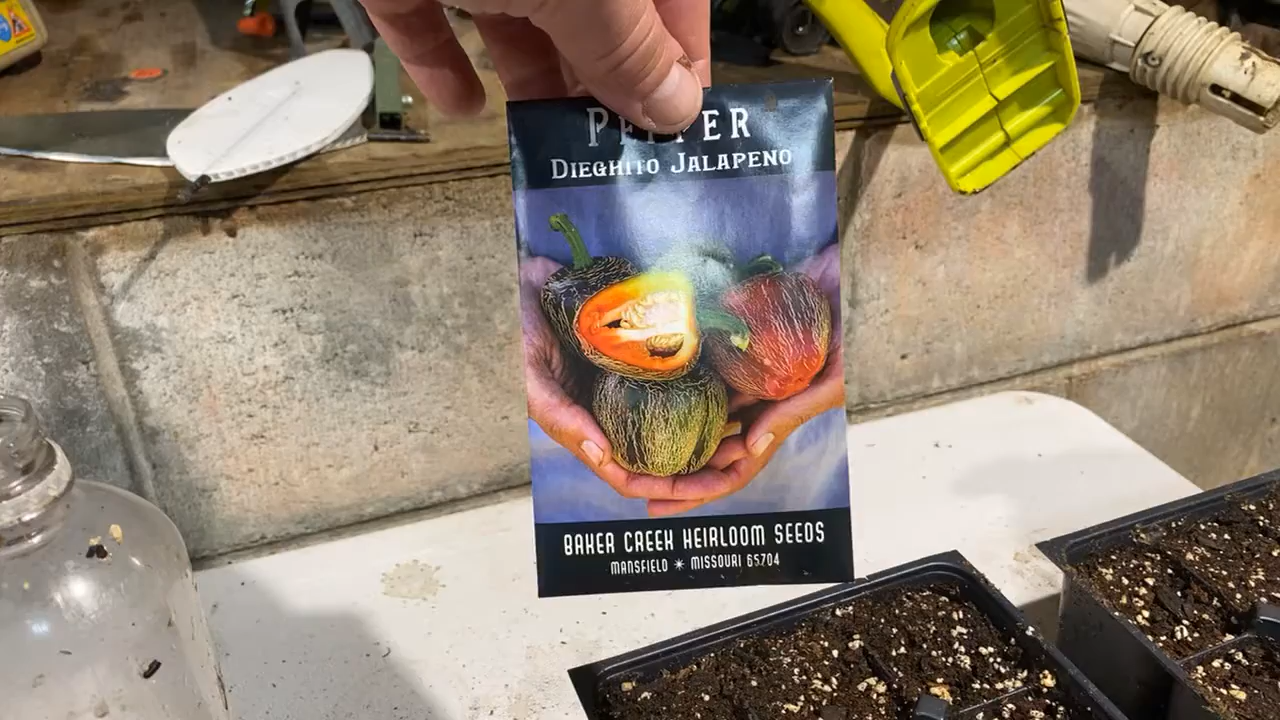 PEPPER
DIEGHITO JALAPENO
BAKER CREEK HEIRLOOM SEEDS
MANSFIELD ✴ MISSOURI 65704